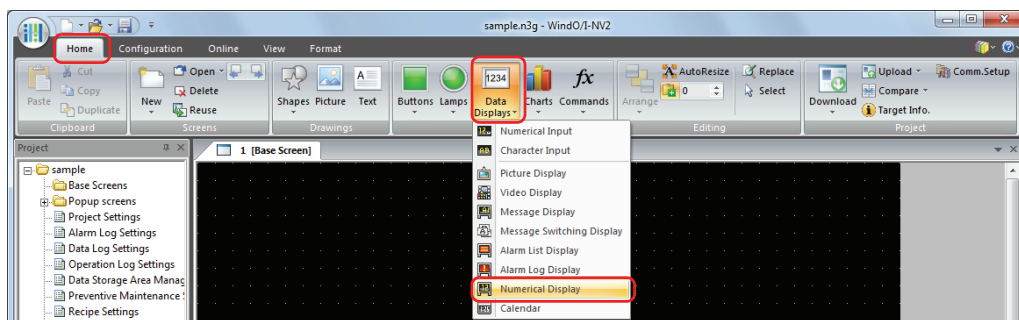 sample.n3g - WindO/I-NV2
Home Configuration Online View Format
Cut
Copy
Duplicate
Paste
New
Open
Delete
Reuse
Shapes Picture Text
Buttons Lamps
1234
Data Displays
Charts
fx
Commands
Arrange
AutoResize
0
Replace
Select
Download
Upload
Compare
Target Info.
Comm.Setup
Clipboard Screens Drawings Editing Project
Project
1 [Base Screen]
sample
Base Screens
Popup screens
Project Settings
Alarm Log Settings
Data Log Settings
Operation Log Settings
Data Storage Area Manag
Preventive Maintenance
Recipe Settings
Numerical Input
Character Input
Picture Display
Video Display
Message Display
Message Switching Display
Alarm List Display
Alarm Log Display
Numerical Display
Calendar